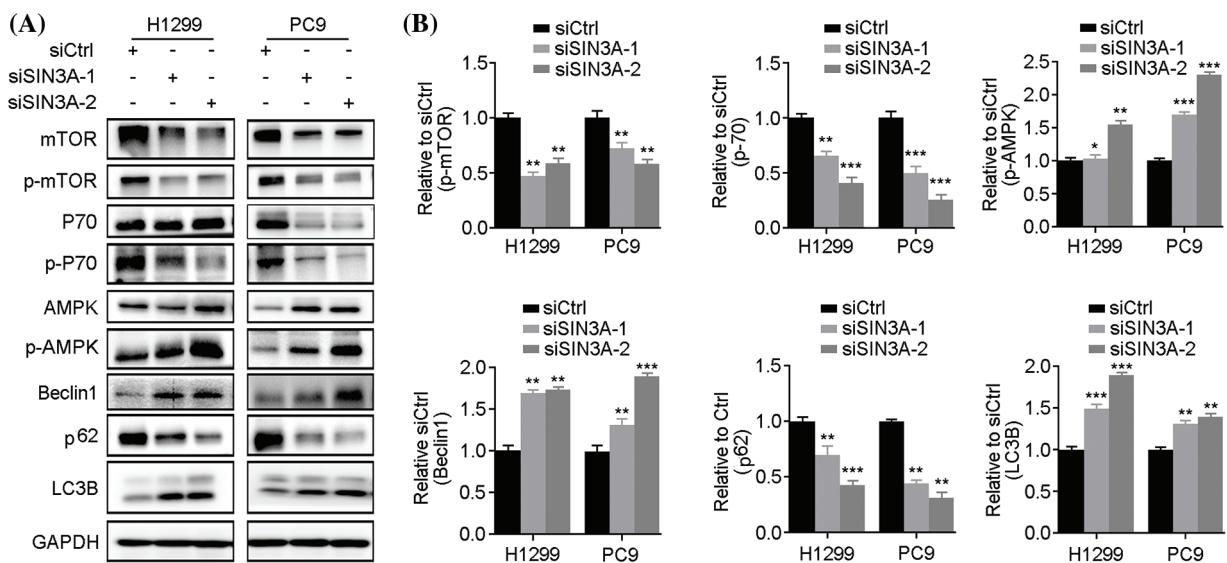 (A)
H1299 PC9
siCtrl + - - + - -
siSIN3A-1 - + - - + -
siSIN3A-2 - - + - - +
mTOR
p-mTOR
P70
p-P70
AMPK
p-AMPK
Beclin1
p62
LC3B
GAPDH
(B)
siCtrl
siSIN3A-1
siSIN3A-2
Relative to siCtrl
(p-mTOR)
1.5
1.0
0.5
0.0
** ** ** **
H1299 PC9
siCtrl
siSIN3A-1
siSIN3A-2
Relative to siCtrl
(p-70)
1.5
1.0
0.5
0.0
** *** *** ***
H1299 PC9
siCtrl
siSIN3A-1
siSIN3A-2
Relative to siCtrl
(p-AMPK)
2.5
2.0
1.5
1.0
0.5
0.0
* ** *** ***
H1299 PC9
siCtrl
siSIN3A-1
siSIN3A-2
Relative siCtrl
(Beclin1)
2.0
1.5
1.0
0.5
0.0
** ** ** ***
H1299 PC9
siCtrl
siSIN3A-1
siSIN3A-2
Relative to Ctrl
(p62)
1.5
1.0
0.5
0.0
** *** ** **
H1299 PC9
siCtrl
siSIN3A-1
siSIN3A-2
Relative to siCtrl
(LC3B)
2.0
1.5
1.0
0.5
0.0
*** *** ** **
H1299 PC9